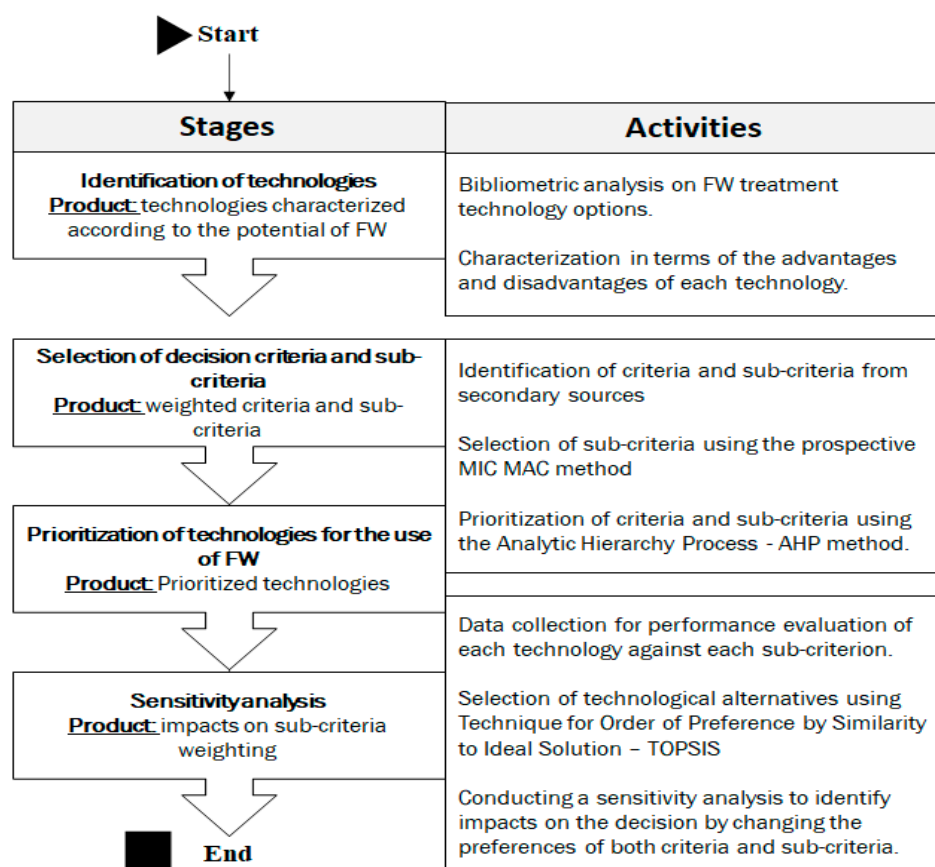 Start
Stages
Activities
Identification of technologies
Product: technologies characterized
according to the potential of FW
Bibliometric analysis on FW treatment
technology options.
Characterization in terms of the advantages
and disadvantages of each technology.
Selection of decision criteria and sub-
criteria
Product: weighted criteria and sub-
criteria
Identification of criteria and sub-criteria from
secondary sources
Selection of sub-criteria using the prospective
MIC MAC method
Prioritization of criteria and sub-criteria using
the Analytic Hierarchy Process - AHP method.
Prioritization of technologies for the use
of FW
Product: Prioritized technologies
Data collection for performance evaluation of
each technology against each sub-criterion.
Selection of technological alternatives using
Technique for Order of Preference by Similarity
to Ideal Solution – TOPSIS
Conducting a sensitivity analysis to identify
impacts on the decision by changing the
preferences of both criteria and sub-criteria.
Sensitivity analysis
Product: impacts on sub-criteria
weighting
End